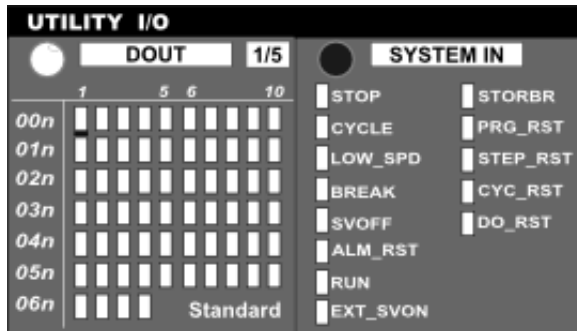 UTILITY I/O
DOUT 1/5
1 5 6 10
00n
01n
02n
03n
04n
05n
06n Standard
SYSTEM IN
STOP
CYCLE
LOW_SPD
BREAK
SVOFF
ALM_RST
RUN
EXT_SVON
STORBR
PRG_RST
STEP_RST
CYC_RST
DO_RST